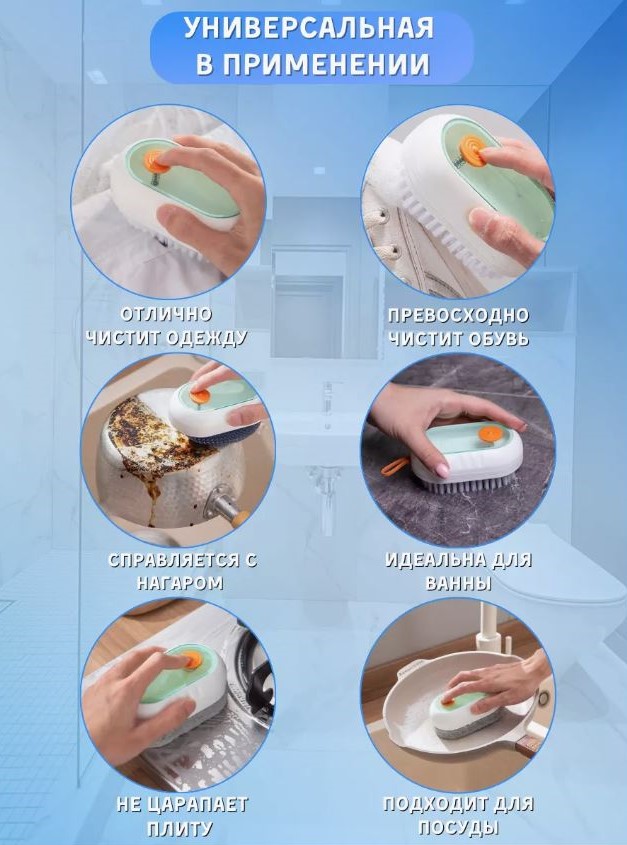 УНИВЕРСАЛЬНАЯ
В ПРИМЕНЕНИИ
ОТЛИЧНО
ЧИСТИТ ОДЕЖДУ
ПРЕВОСХОДНО
ЧИСТИТ ОБУВЬ
СПРАВЛЯЕТСЯ С
НАГАРОМ
ИДЕАЛЬНА ДЛЯ
ВАННЫ
НЕ ЦАРАПАЕТ
ПЛИТУ
ПОДХОДИТ ДЛЯ
ПОСУДЫ